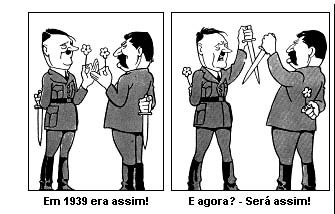 Em 1939 era assim!
E agora? - Será assim!